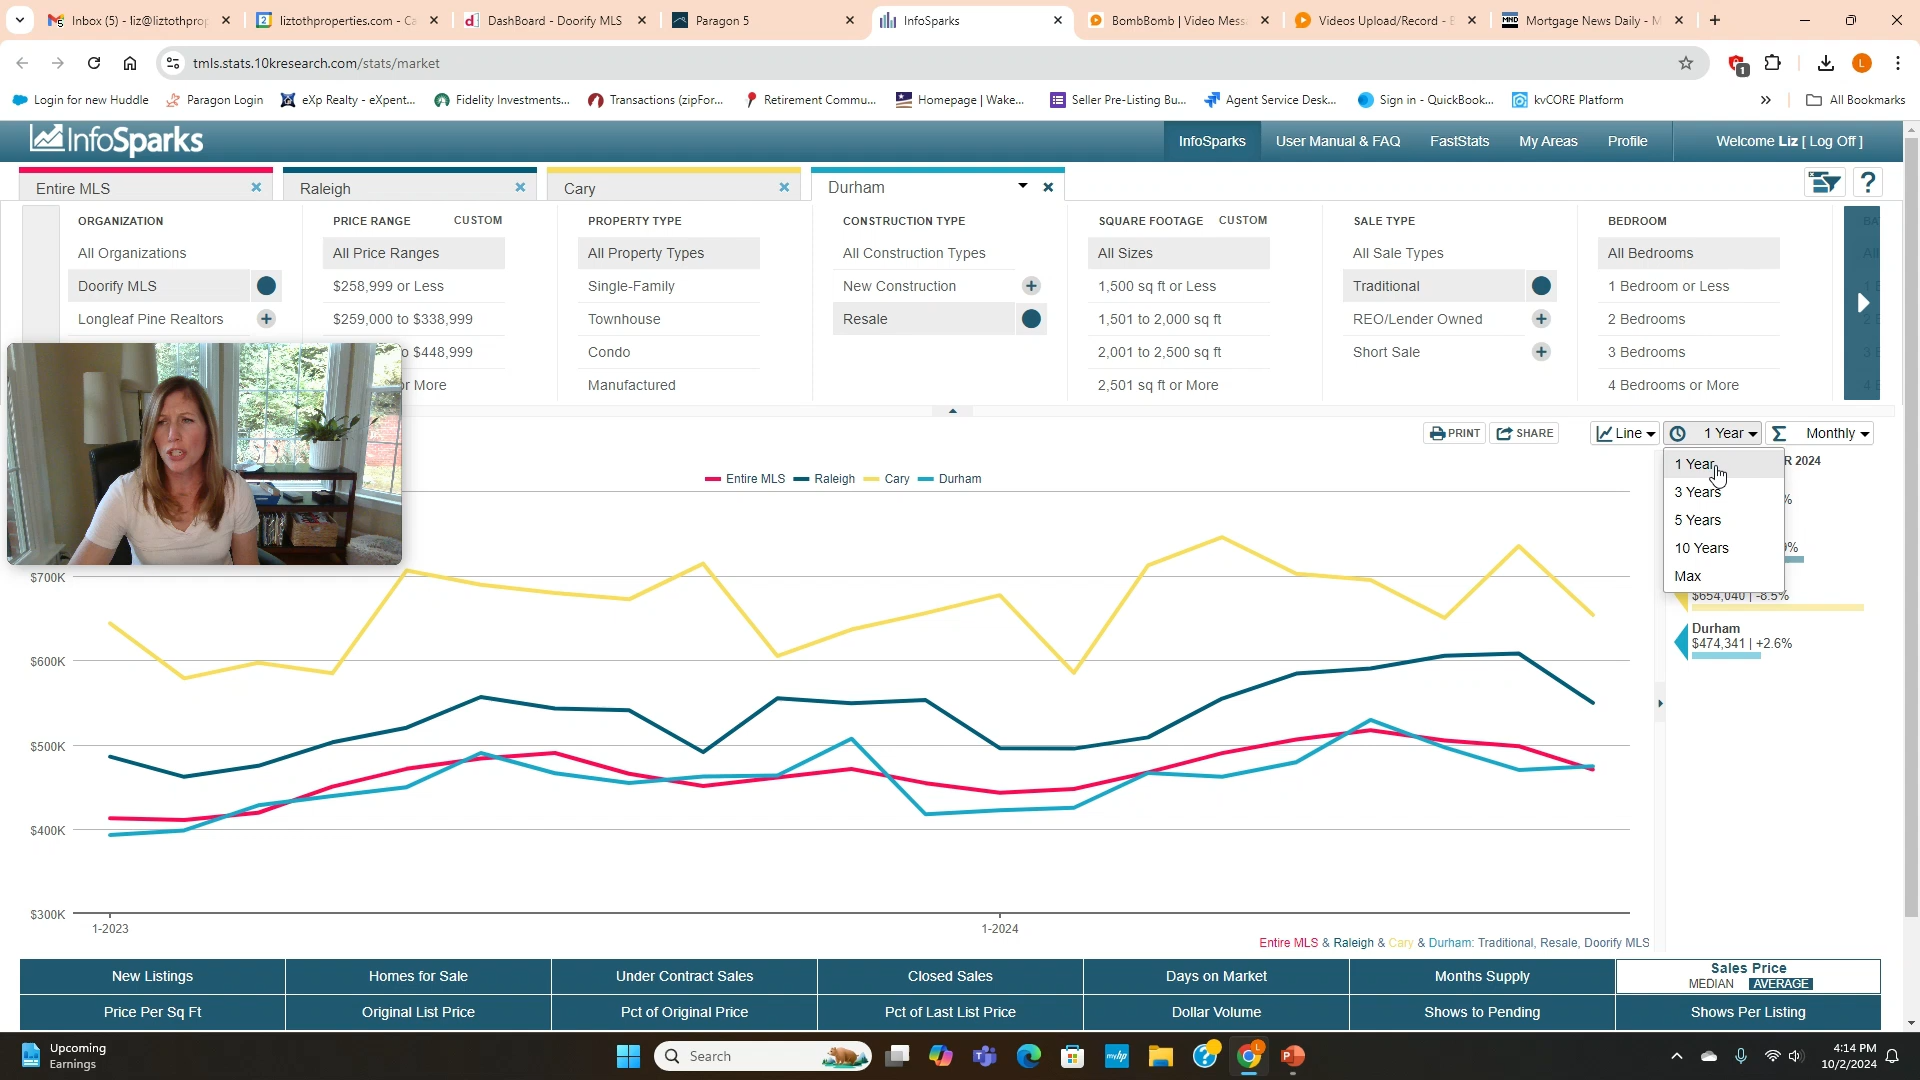 Inbox (5) - liz@liztothprop
liztothproperties.com - Ca
DashBoard - Doorify MLS
Paragon 5
InfoSparks
BombBomb | Video Mess
Videos Upload/Record -
Mortgage News Daily - M
tmls.stats.10kresearch.com/stats/market
1
L
Login for new Huddle
Paragon Login
eXp Realty - eXpent...
Fidelity Investments...
Transactions (zipFor...
Retirement Commu...
Homepage | Wake...
Seller Pre-Listing Bu...
Agent Service Desk...
Sign in - QuickBook...
kvCORE Platform
All Bookmarks
InfoSparks
InfoSparks
User Manual & FAQ
FastStats
My Areas
Profile
Welcome Liz [ Log Off ]
Entire MLS
Raleigh
Cary
Durham
?
ORGANIZATION
All Organizations
Doorify MLS
Longleaf Pine Realtors
PRICE RANGE CUSTOM
All Price Ranges
$258,999 or Less
$259,000 to $338,999
o $448,999
or More
PROPERTY TYPE
All Property Types
Single-Family
Townhouse
Condo
Manufactured
CONSTRUCTION TYPE
All Construction Types
New Construction
Resale
SQUARE FOOTAGE CUSTOM
All Sizes
1,500 sq ft or Less
1,501 to 2,000 sq ft
2,001 to 2,500 sq ft
2,501 sq ft or More
SALE TYPE
All Sale Types
Traditional
REO/Lender Owned
Short Sale
BEDROOM
All Bedrooms
1 Bedroom or Less
2 Bedrooms
3 Bedrooms
4 Bedrooms or More
PRINT
SHARE
Line
1 Year
Monthly
1 Year
3 Years
5 Years
10 Years
Max
R 2024
%
%
$654,040 | -8.5%
Durham
$474,341 | +2.6%
Entire MLS Raleigh Cary Durham
$700K
$600K
$500K
$400K
$300K
1-2023
1-2024
Entire MLS & Raleigh & Cary & Durham: Traditional, Resale, Doorify MLS
New Listings
Homes for Sale
Under Contract Sales
Closed Sales
Days on Market
Months Supply
Sales Price
MEDIAN AVERAGE
Price Per Sq Ft
Original List Price
Pct of Original Price
Pct of Last List Price
Dollar Volume
Shows to Pending
Shows Per Listing
Upcoming
Earnings
Search
myhp
4:14 PM
10/2/2024